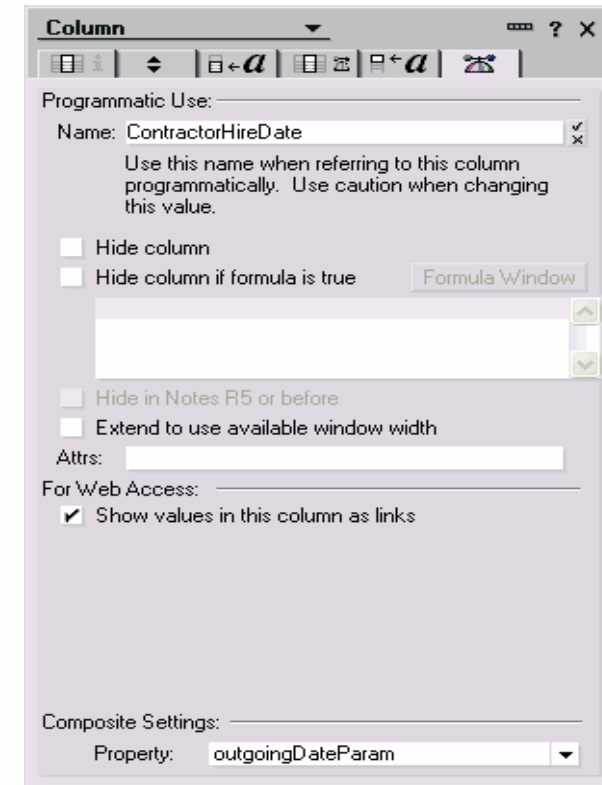 Column
? X
a a
Programmatic Use:
Name: ContractorHireDate
Use this name when referring to this column
programmatically. Use caution when changing
this value.
Hide column
Hide column if formula is true Formula Window
Hide in Notes R5 or before
Extend to use available window width
Attrs:
For Web Access:
Show values in this column as links
Composite Settings:
Property: outgoingDateParam